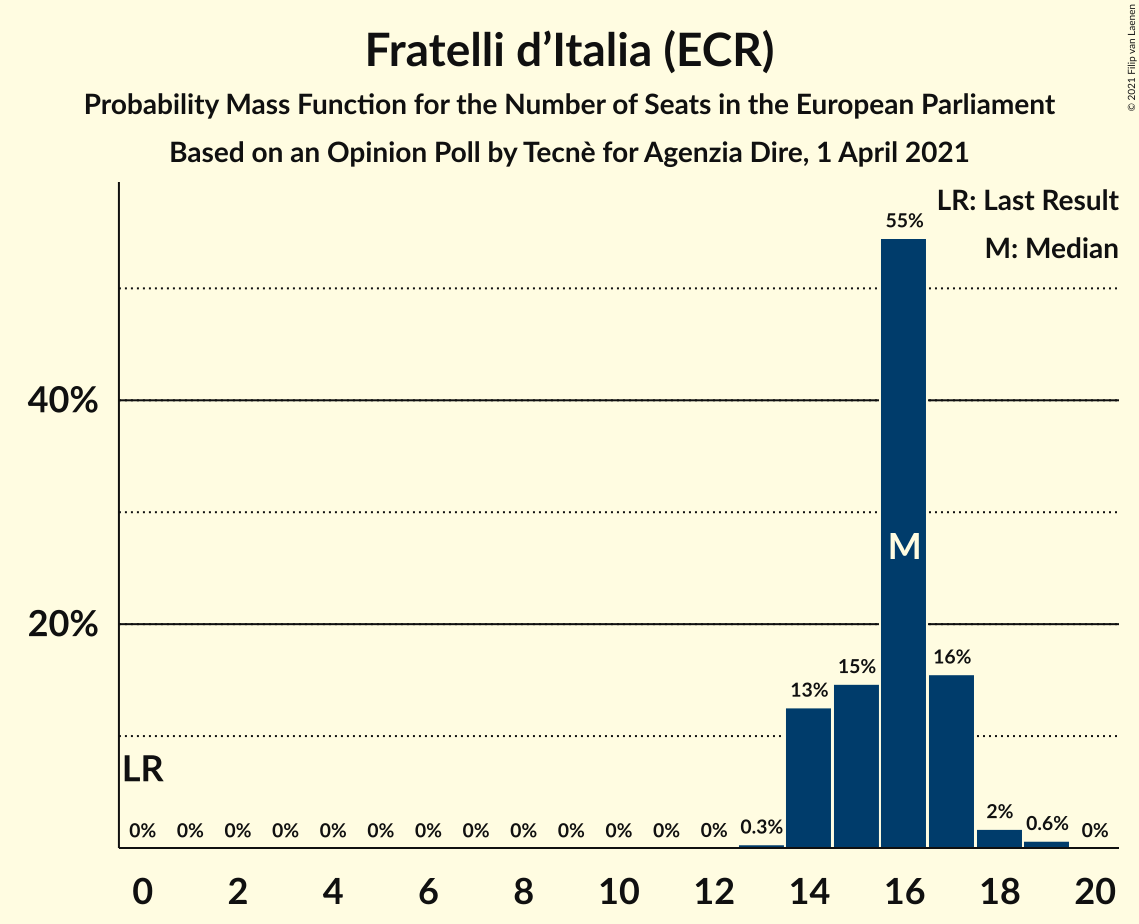 Fratelli d’Italia (ECR)
Probability Mass Function for the Number of Seats in the European Parliament
Based on an Opinion Poll by Tecnè for Agenzia Dire, 1 April 2021
© 2021 Filip van Laenen
LR: Last Result
M: Median
55%
40%
M
20%
16%
15%
13%
LR
0% 0% 0% 0% 0% 0% 0% 0% 0% 0% 0% 0% 0% 0.3% 2% 0.6% 0%
0 2 4 6 8 10 12 14 16 18 20